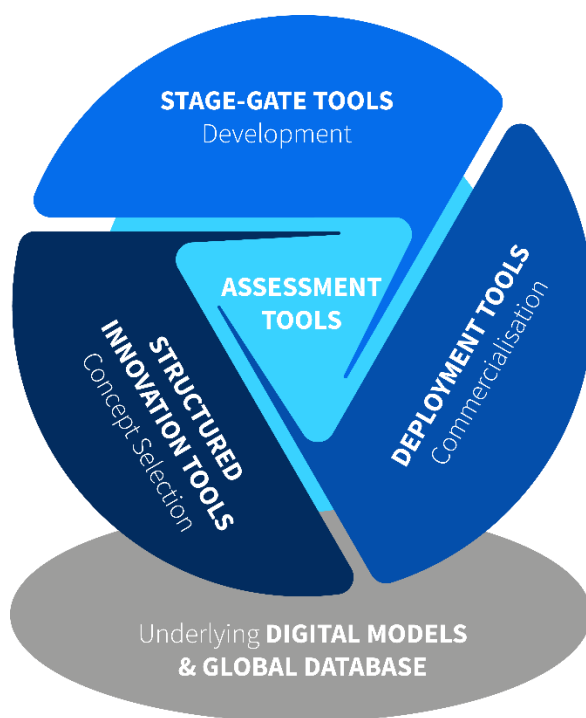 STAGE-GATE TOOLS
Development
ASSESSMENT
TOOLS
DEPLOYMENT TOOLS
Commercialisation
STRUCTURED
INNOVATION TOOLS
Concept Selection
Underlying DIGITAL MODELS
& GLOBAL DATABASE